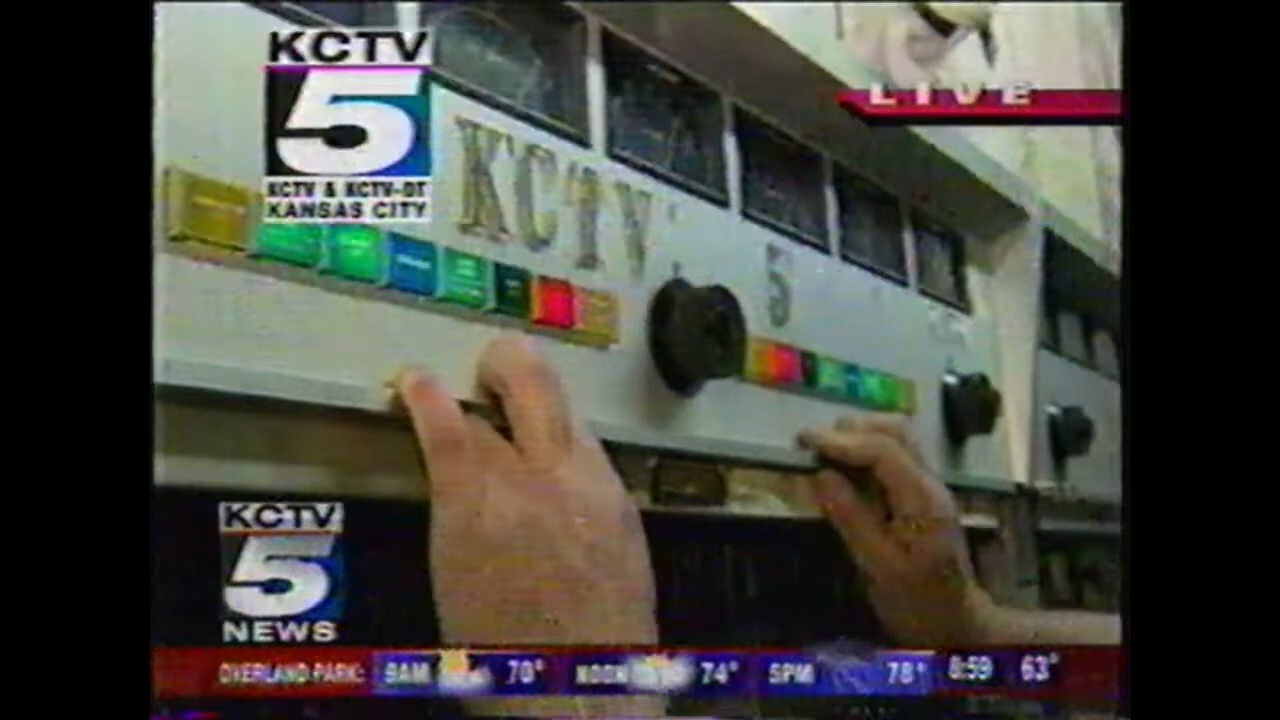 KCTV
5
KCTV & KCTV-DT
KANSAS CITY
LIVE
KCTV
5
KCTV
5
NEWS
OVERLAND PARK: 9AM 70° NOON 74° 5PM 78° 8:59 63°